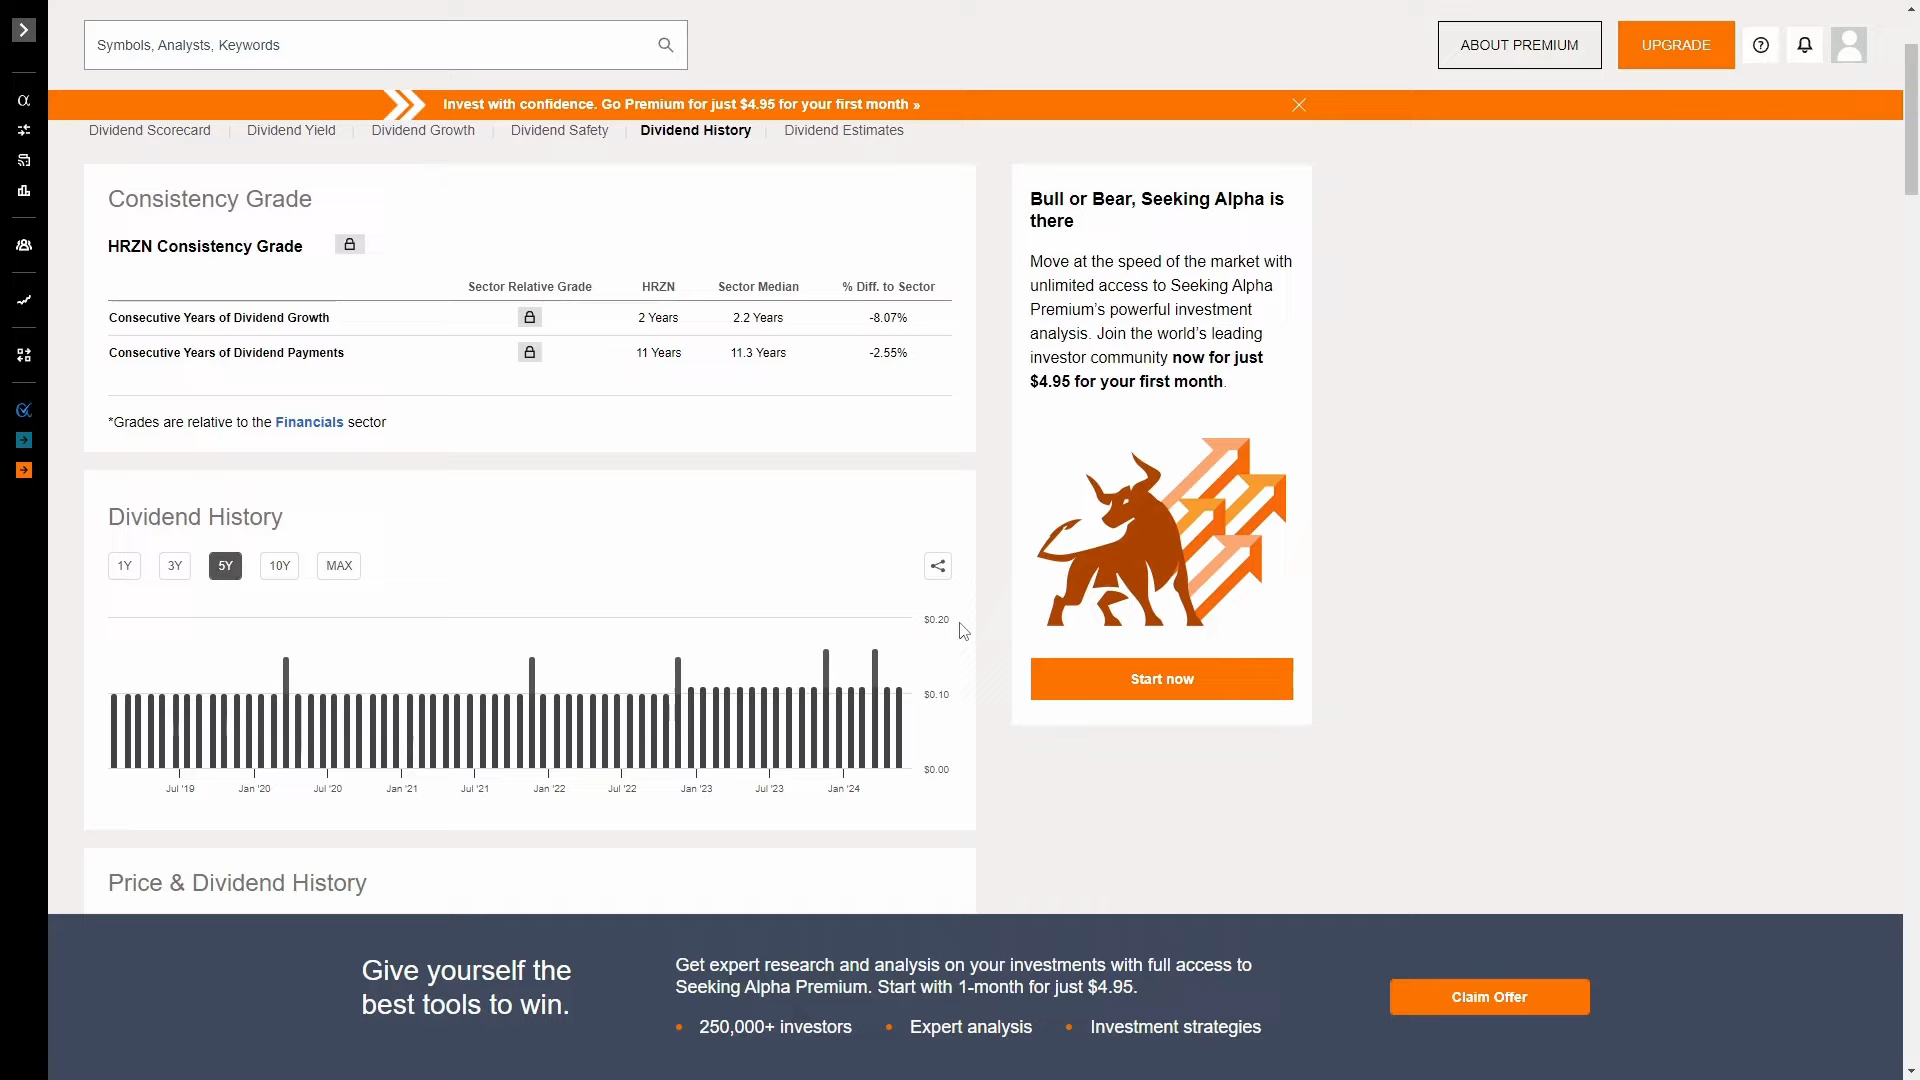 Symbols, Analysts, Keywords
ABOUT PREMIUM
UPGRADE
Invest with confidence. Go Premium for just $4.95 for your first month »
Dividend Scorecard
Dividend Yield
Dividend Growth
Dividend Safety
Dividend History
Dividend Estimates
Consistency Grade
HRZN Consistency Grade
Sector Relative Grade HRZN Sector Median % Diff. to Sector
Consecutive Years of Dividend Growth 2 Years 2.2 Years -8.07%
Consecutive Years of Dividend Payments 11 Years 11.3 Years -2.55%
*Grades are relative to the Financials sector
Bull or Bear, Seeking Alpha is
there
Move at the speed of the market with
unlimited access to Seeking Alpha
Premium's powerful investment
analysis. Join the world's leading
investor community now for just
$4.95 for your first month.
Start now
Dividend History
1Y 3Y 5Y 10Y MAX
$0.20
$0.10
$0.00
Jul '19 Jan '20 Jul '20 Jan '21 Jul '21 Jan '22 Jul '22 Jan '23 Jul '23 Jan '24
Price & Dividend History
Give yourself the
best tools to win.
Get expert research and analysis on your investments with full access to
Seeking Alpha Premium. Start with 1-month for just $4.95.
• 250,000+ investors • Expert analysis • Investment strategies
Claim Offer